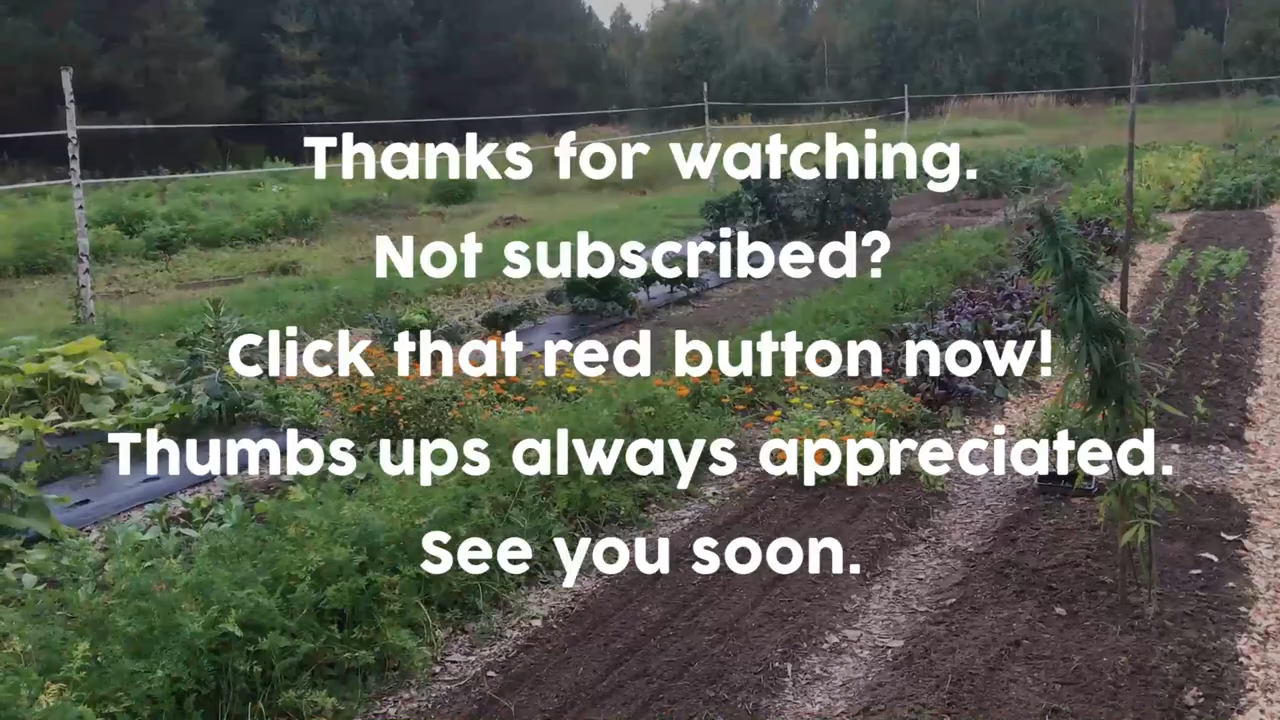 Thanks for watching.
Not subscribed?
Click that red button now!
Thumbs ups always appreciated.
See you soon.